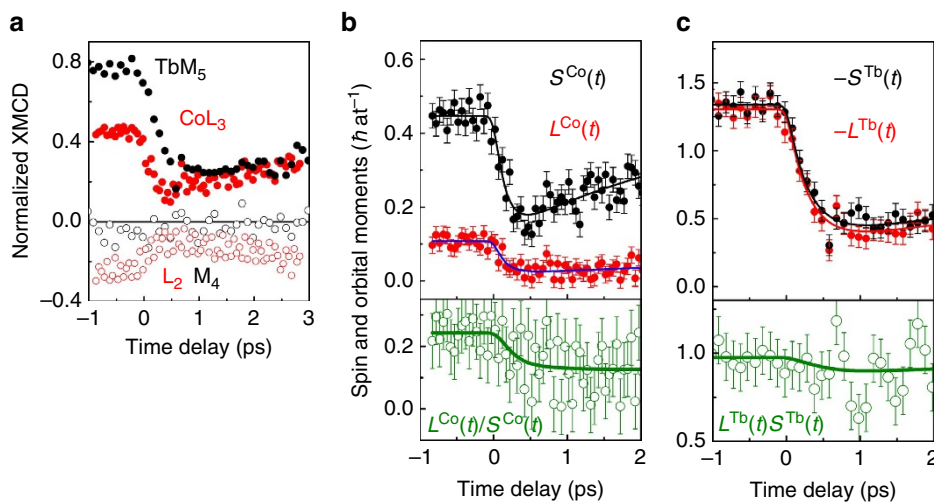 a
Normalized XMCD
0.8
0.4
0.0
−0.4
TbM₅
CoL₃
L₂ M₄
−1 0 1 2 3
Time delay (ps)
b
Spin and orbital moments (ℏ at⁻¹)
0.6
0.4
0.2
0.0
0.2
0.0
S^Co(t)
L^Co(t)
L^Co(t)/S^Co(t)
−1 0 1 2
Time delay (ps)
c
1.5
1.0
0.5
0.0
1.0
0.5
−S^Tb(t)
−L^Tb(t)
L^Tb(t)S^Tb(t)
−1 0 1 2
Time delay (ps)